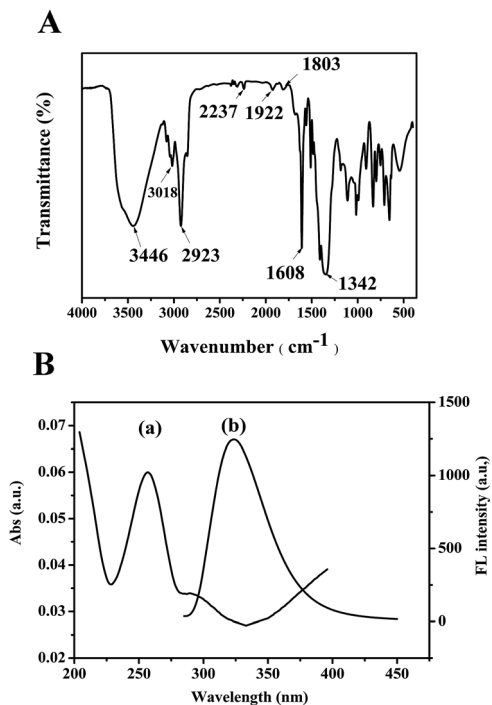 A
Transmittance (%)
1803
2237
1922
3018
3446
2923
1608
1342
4000 3500 3000 2500 2000 1500 1000 500
Wavenumber ( cm-1 )
B
0.07
0.06
0.05
0.04
0.03
0.02
Abs (a.u.)
(a)
(b)
1500
1000
500
0
FL intensity (a.u,)
200 250 300 350 400 450
Wavelength (nm)